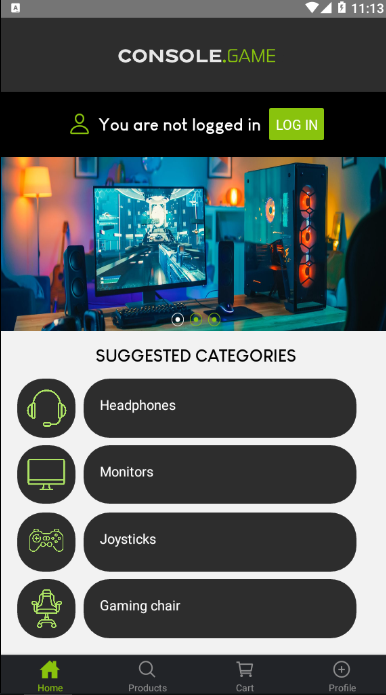 A
11:13
CONSOLE.GAME
You are not logged in
LOG IN
SUGGESTED CATEGORIES
Headphones
Monitors
Joysticks
Gaming chair
Home
Products
Cart
Profile